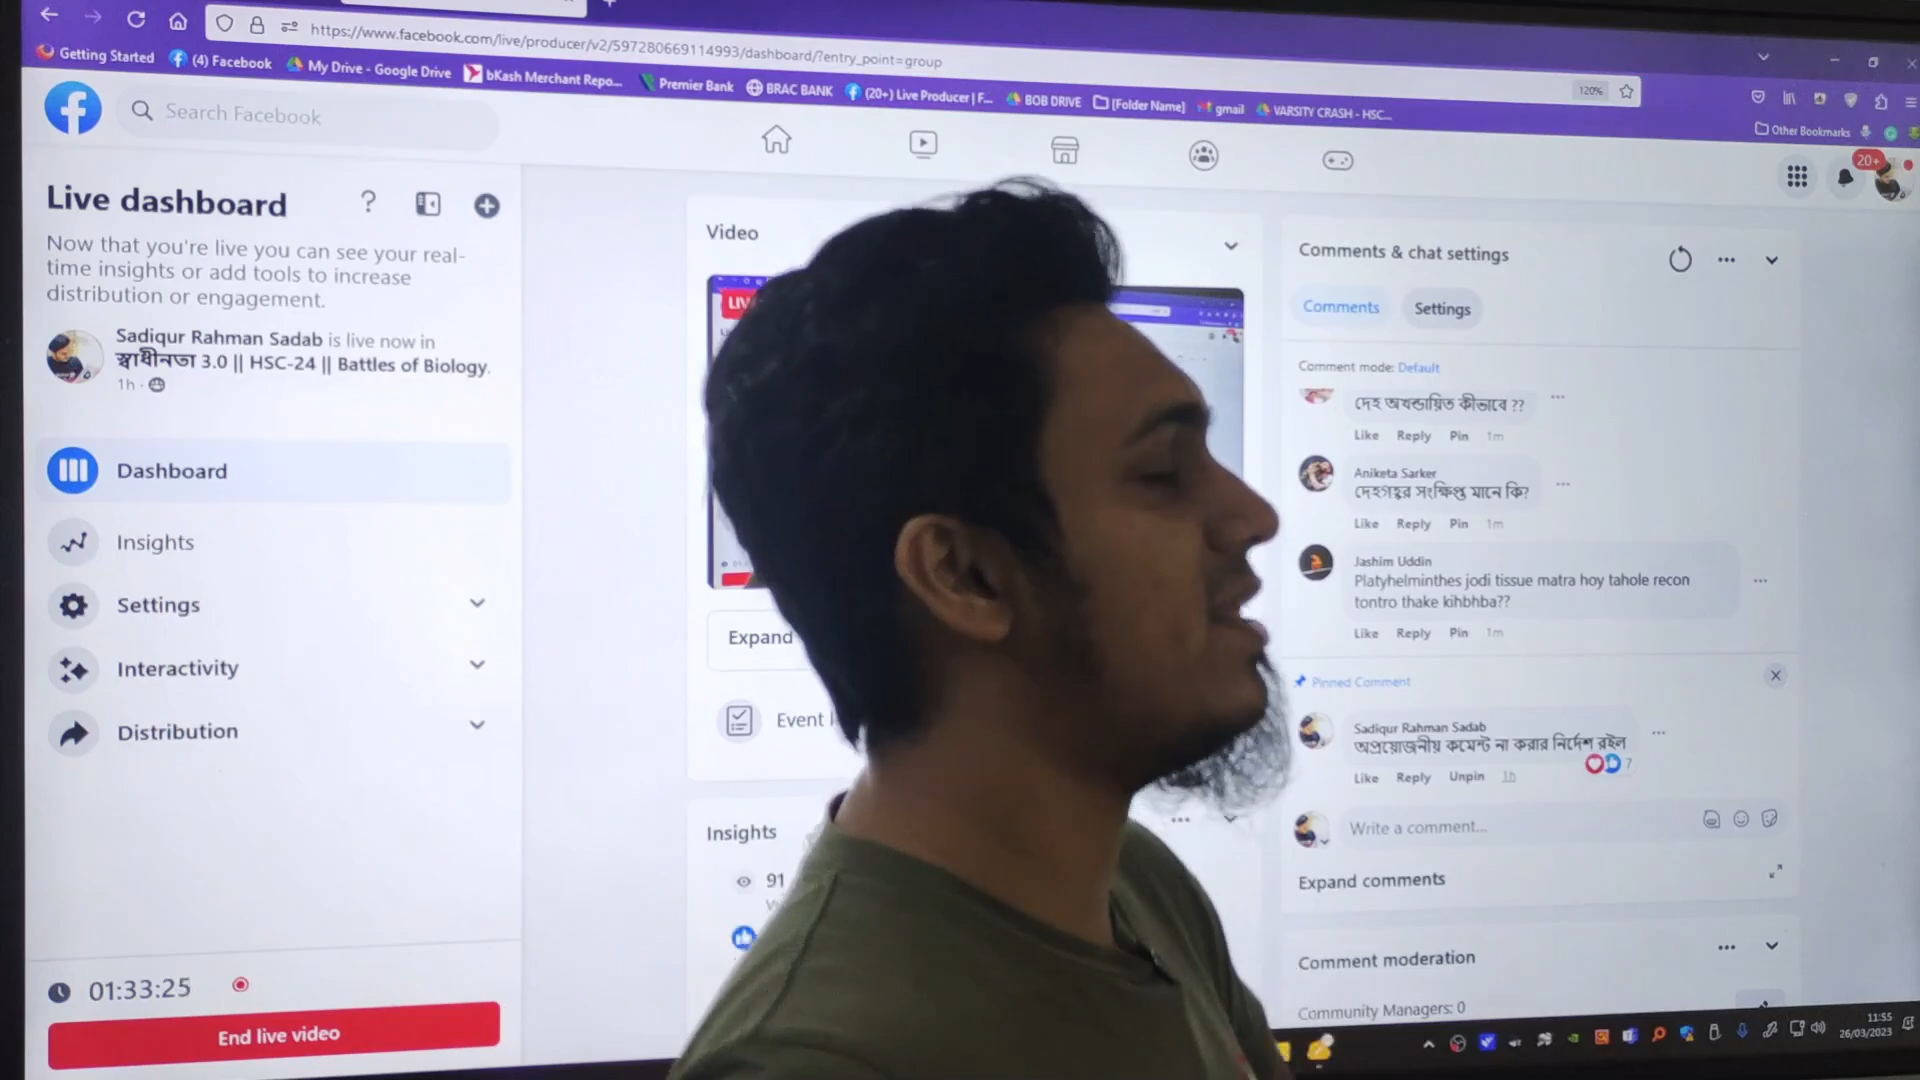 https://www.facebook.com/live/producer/v2/597280669114993/dashboard/?entry_point=group
120%
Getting Started
(4) Facebook
My Drive - Google Drive
bKash Merchant Repo...
Premier Bank
BRAC BANK
(20+) Live Producer | F...
BOB DRIVE
[Folder Name]
gmail
VARSITY CRASH - HSC...
Other Bookmarks
Search Facebook
20+
Live dashboard
Now that you're live you can see your real-
time insights or add tools to increase
distribution or engagement.
Sadiqur Rahman Sadab is live now in
স্বাধীনতা 3.0 || HSC-24 || Battles of Biology.
1h
Dashboard
Insights
Settings
Interactivity
Distribution
01:33:25
End live video
Video
Expand
Event
Insights
91
Comments & chat settings
Comments
Settings
Comment mode: Default
দেহ অখন্ডায়িত কীভাবে ??
Like Reply Pin 1m
Aniketa Sarker
দেহগহ্বর সংক্ষিপ্ত মানে কি?
Like Reply Pin 1m
Jashim Uddin
Platyhelminthes jodi tissue matra hoy tahole recon
tontro thake kihbhba??
Like Reply Pin 1m
Pinned Comment
Sadiqur Rahman Sadab
অপ্রয়োজনীয় কমেন্ট না করার নির্দেশ রইল
7
Like Reply Unpin 1h
Write a comment...
Expand comments
Comment moderation
Community Managers: 0
11:55
26/03/2023